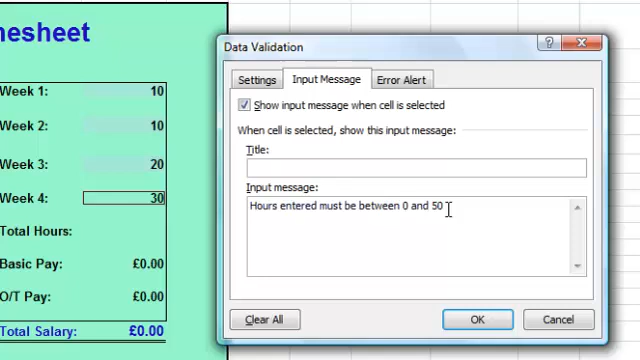 nesheet
Week 1: 10
Week 2: 10
Week 3: 20
Week 4: 30
Total Hours:
Basic Pay: £0.00
O/T Pay: £0.00
Total Salary: £0.00
Data Validation
Settings Input Message Error Alert
Show input message when cell is selected
When cell is selected, show this input message:
Title:
Input message:
Hours entered must be between 0 and 50
Clear All OK Cancel